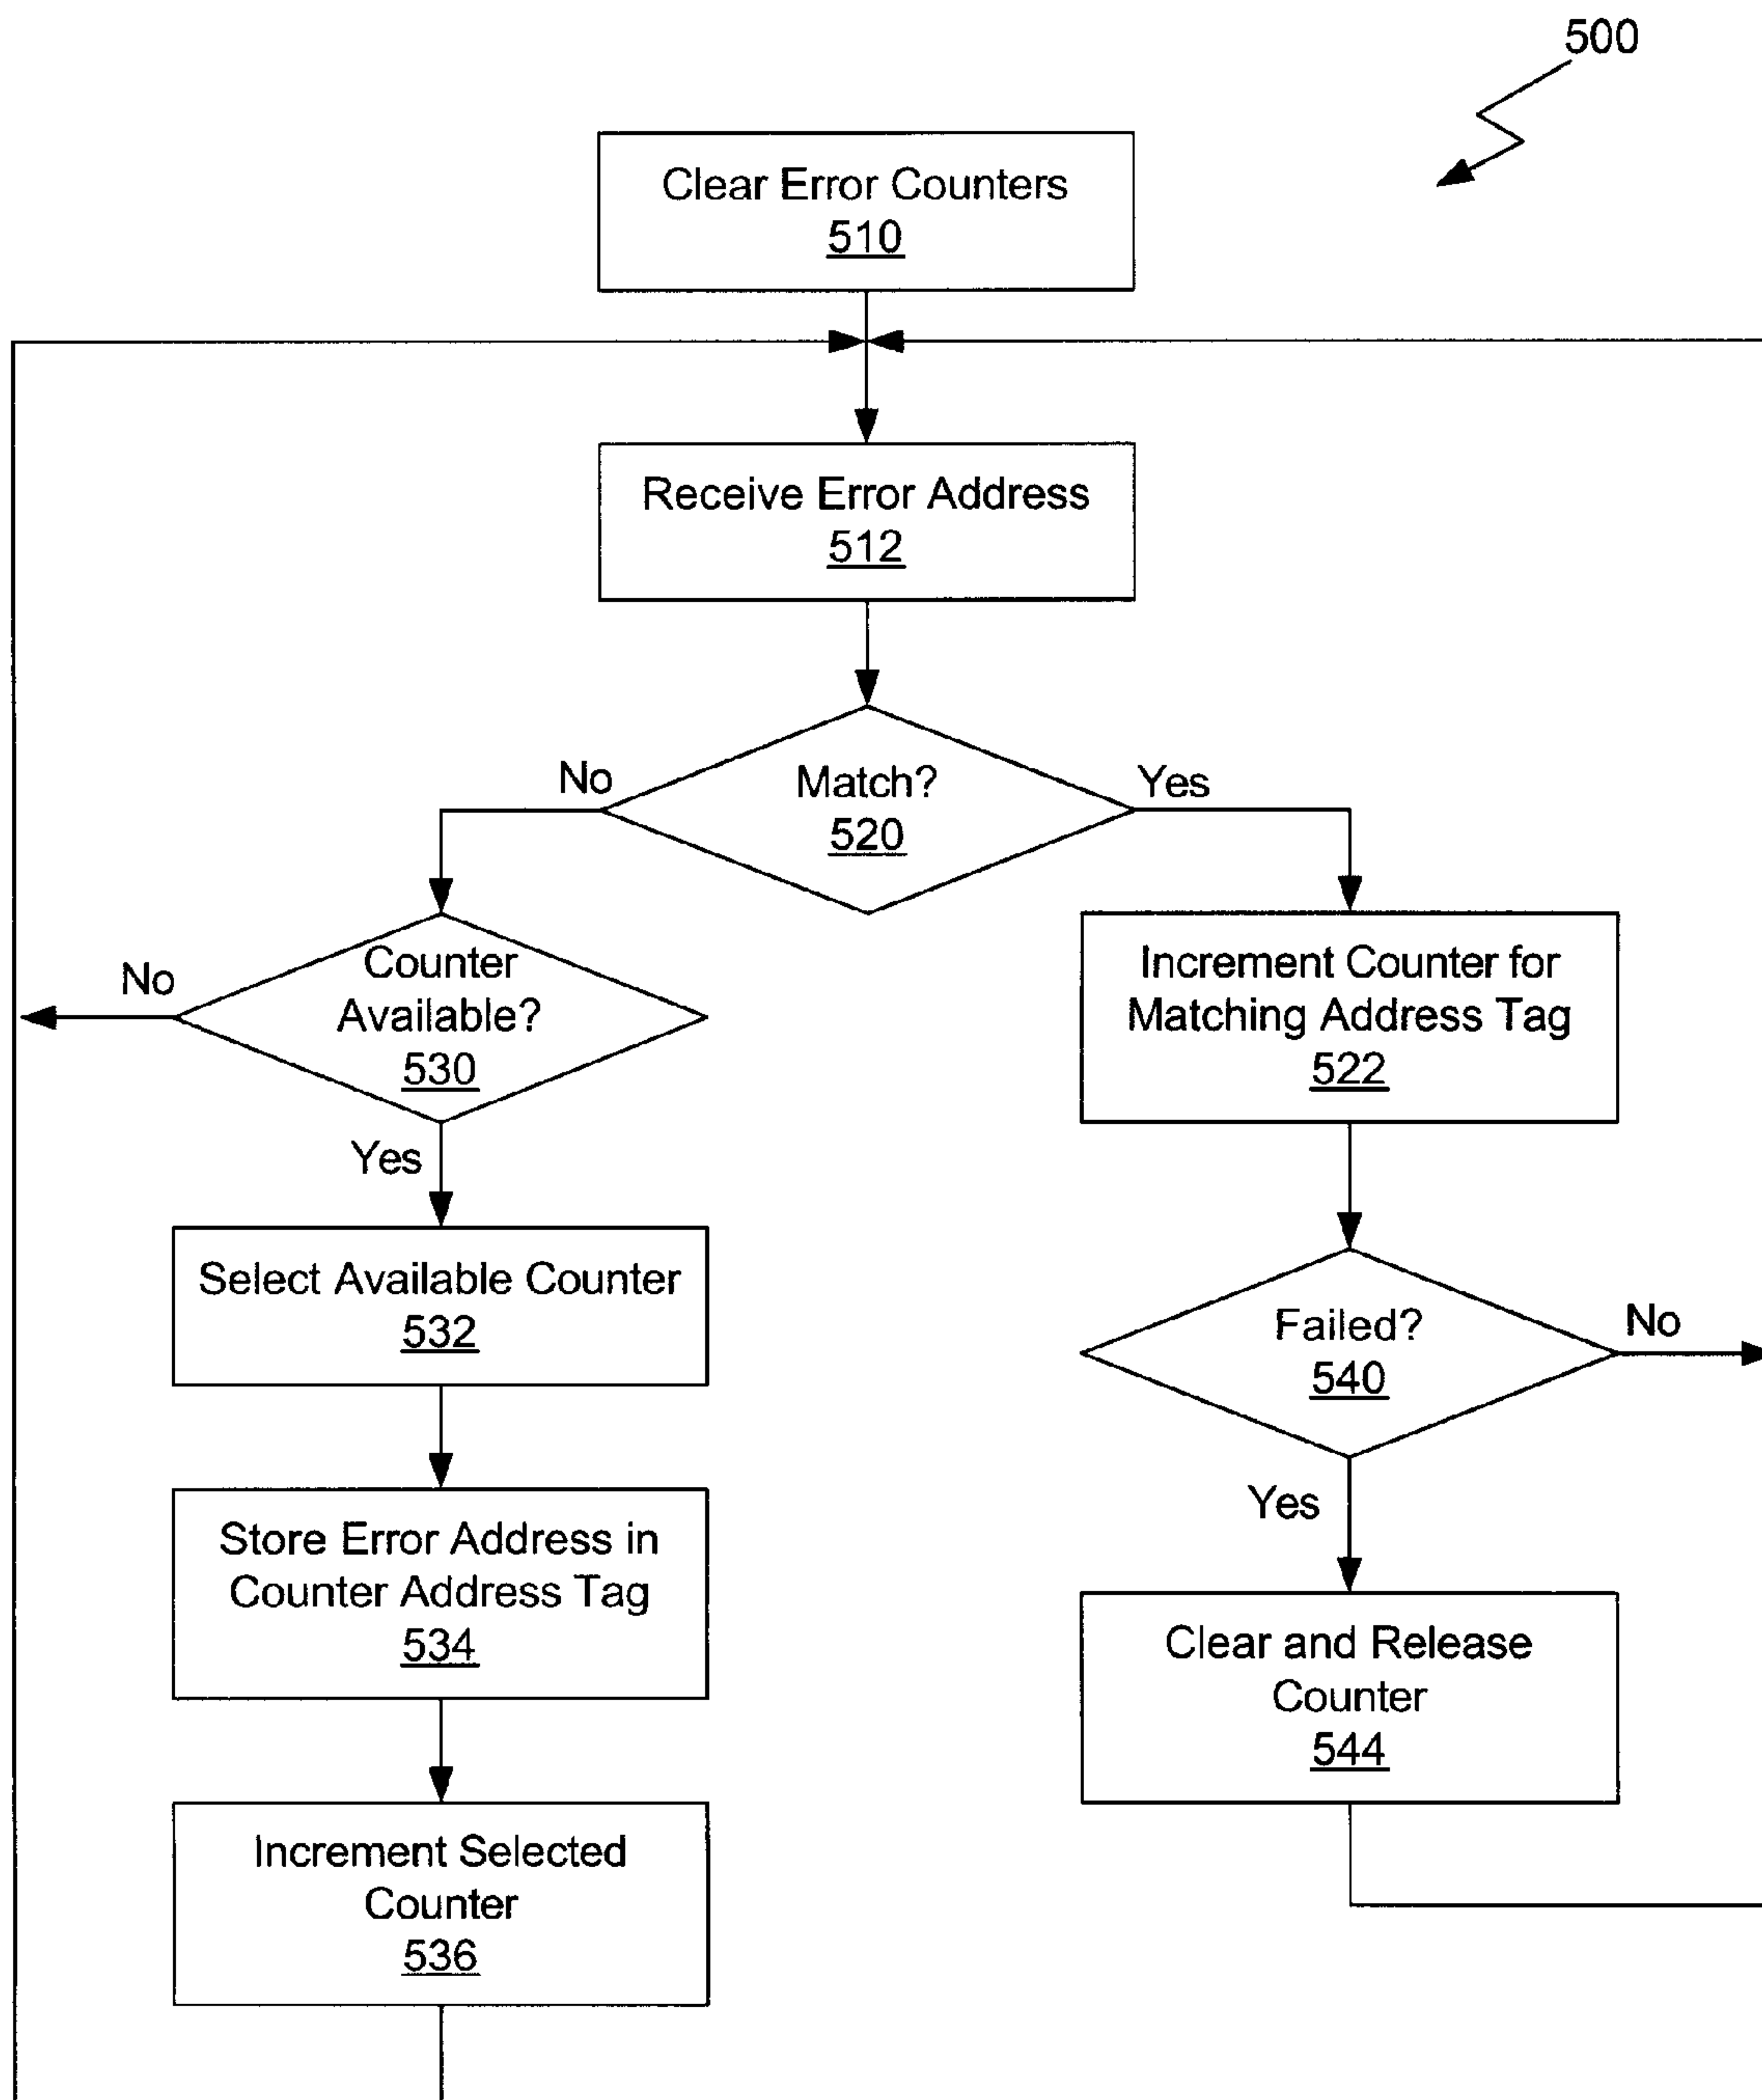 500
Clear Error Counters
510
Receive Error Address
512
Match?
520
No
Yes
Counter
Available?
530
No
Yes
Increment Counter for
Matching Address Tag
522
Select Available Counter
532
Failed?
540
No
Yes
Store Error Address in
Counter Address Tag
534
Clear and Release
Counter
544
Increment Selected
Counter
536